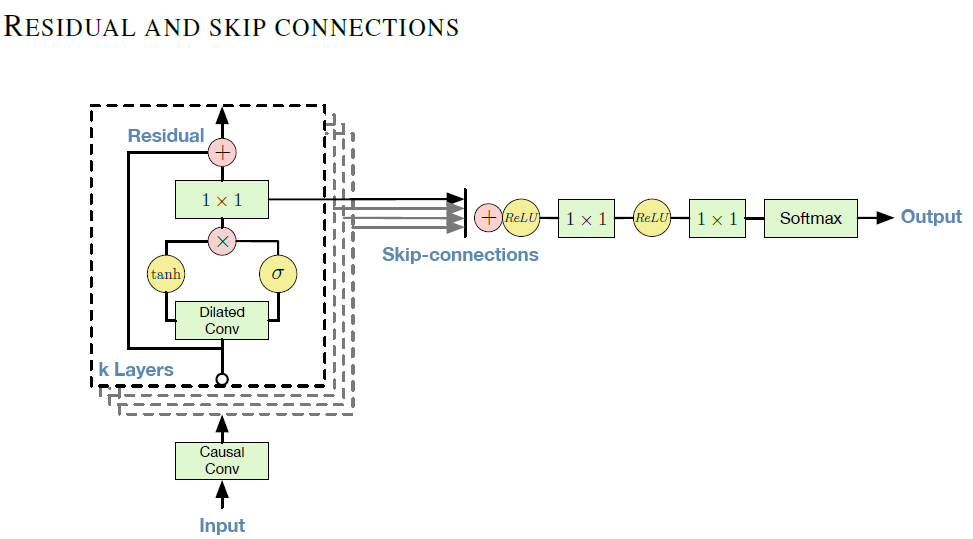 RESIDUAL AND SKIP CONNECTIONS
Residual
+
1 × 1
×
tanh
σ
Dilated
Conv
k Layers
Causal
Conv
Input
+
ReLU
1 × 1
ReLU
1 × 1
Softmax
Output
Skip-connections